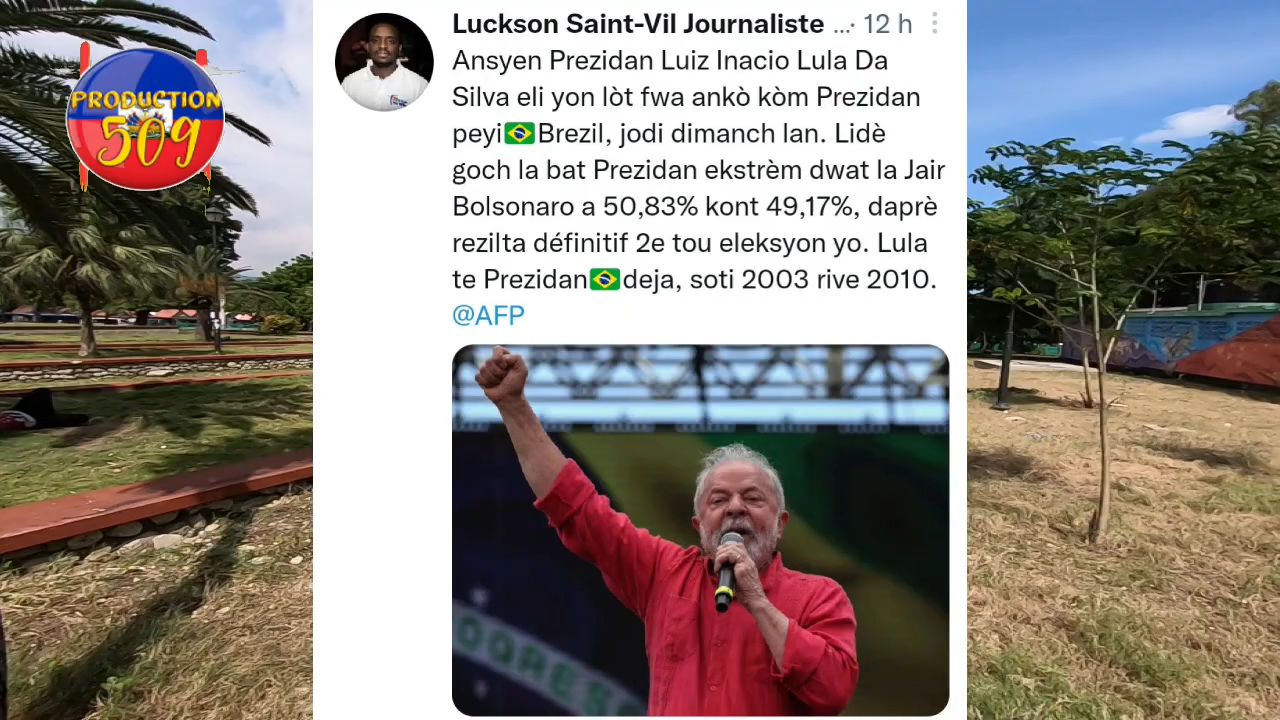 PRODUCTION
509
Luckson Saint-Vil Journaliste ...· 12 h
Ansyen Prezidan Luiz Inacio Lula Da
Silva eli yon lòt fwa ankò kòm Prezidan
peyi🇧🇷Brezil, jodi dimanch lan. Lidè
goch la bat Prezidan ekstrèm dwat la Jair
Bolsonaro a 50,83% kont 49,17%, daprè
rezilta définitif 2e tou eleksyon yo. Lula
te Prezidan🇧🇷deja, soti 2003 rive 2010.
@AFP